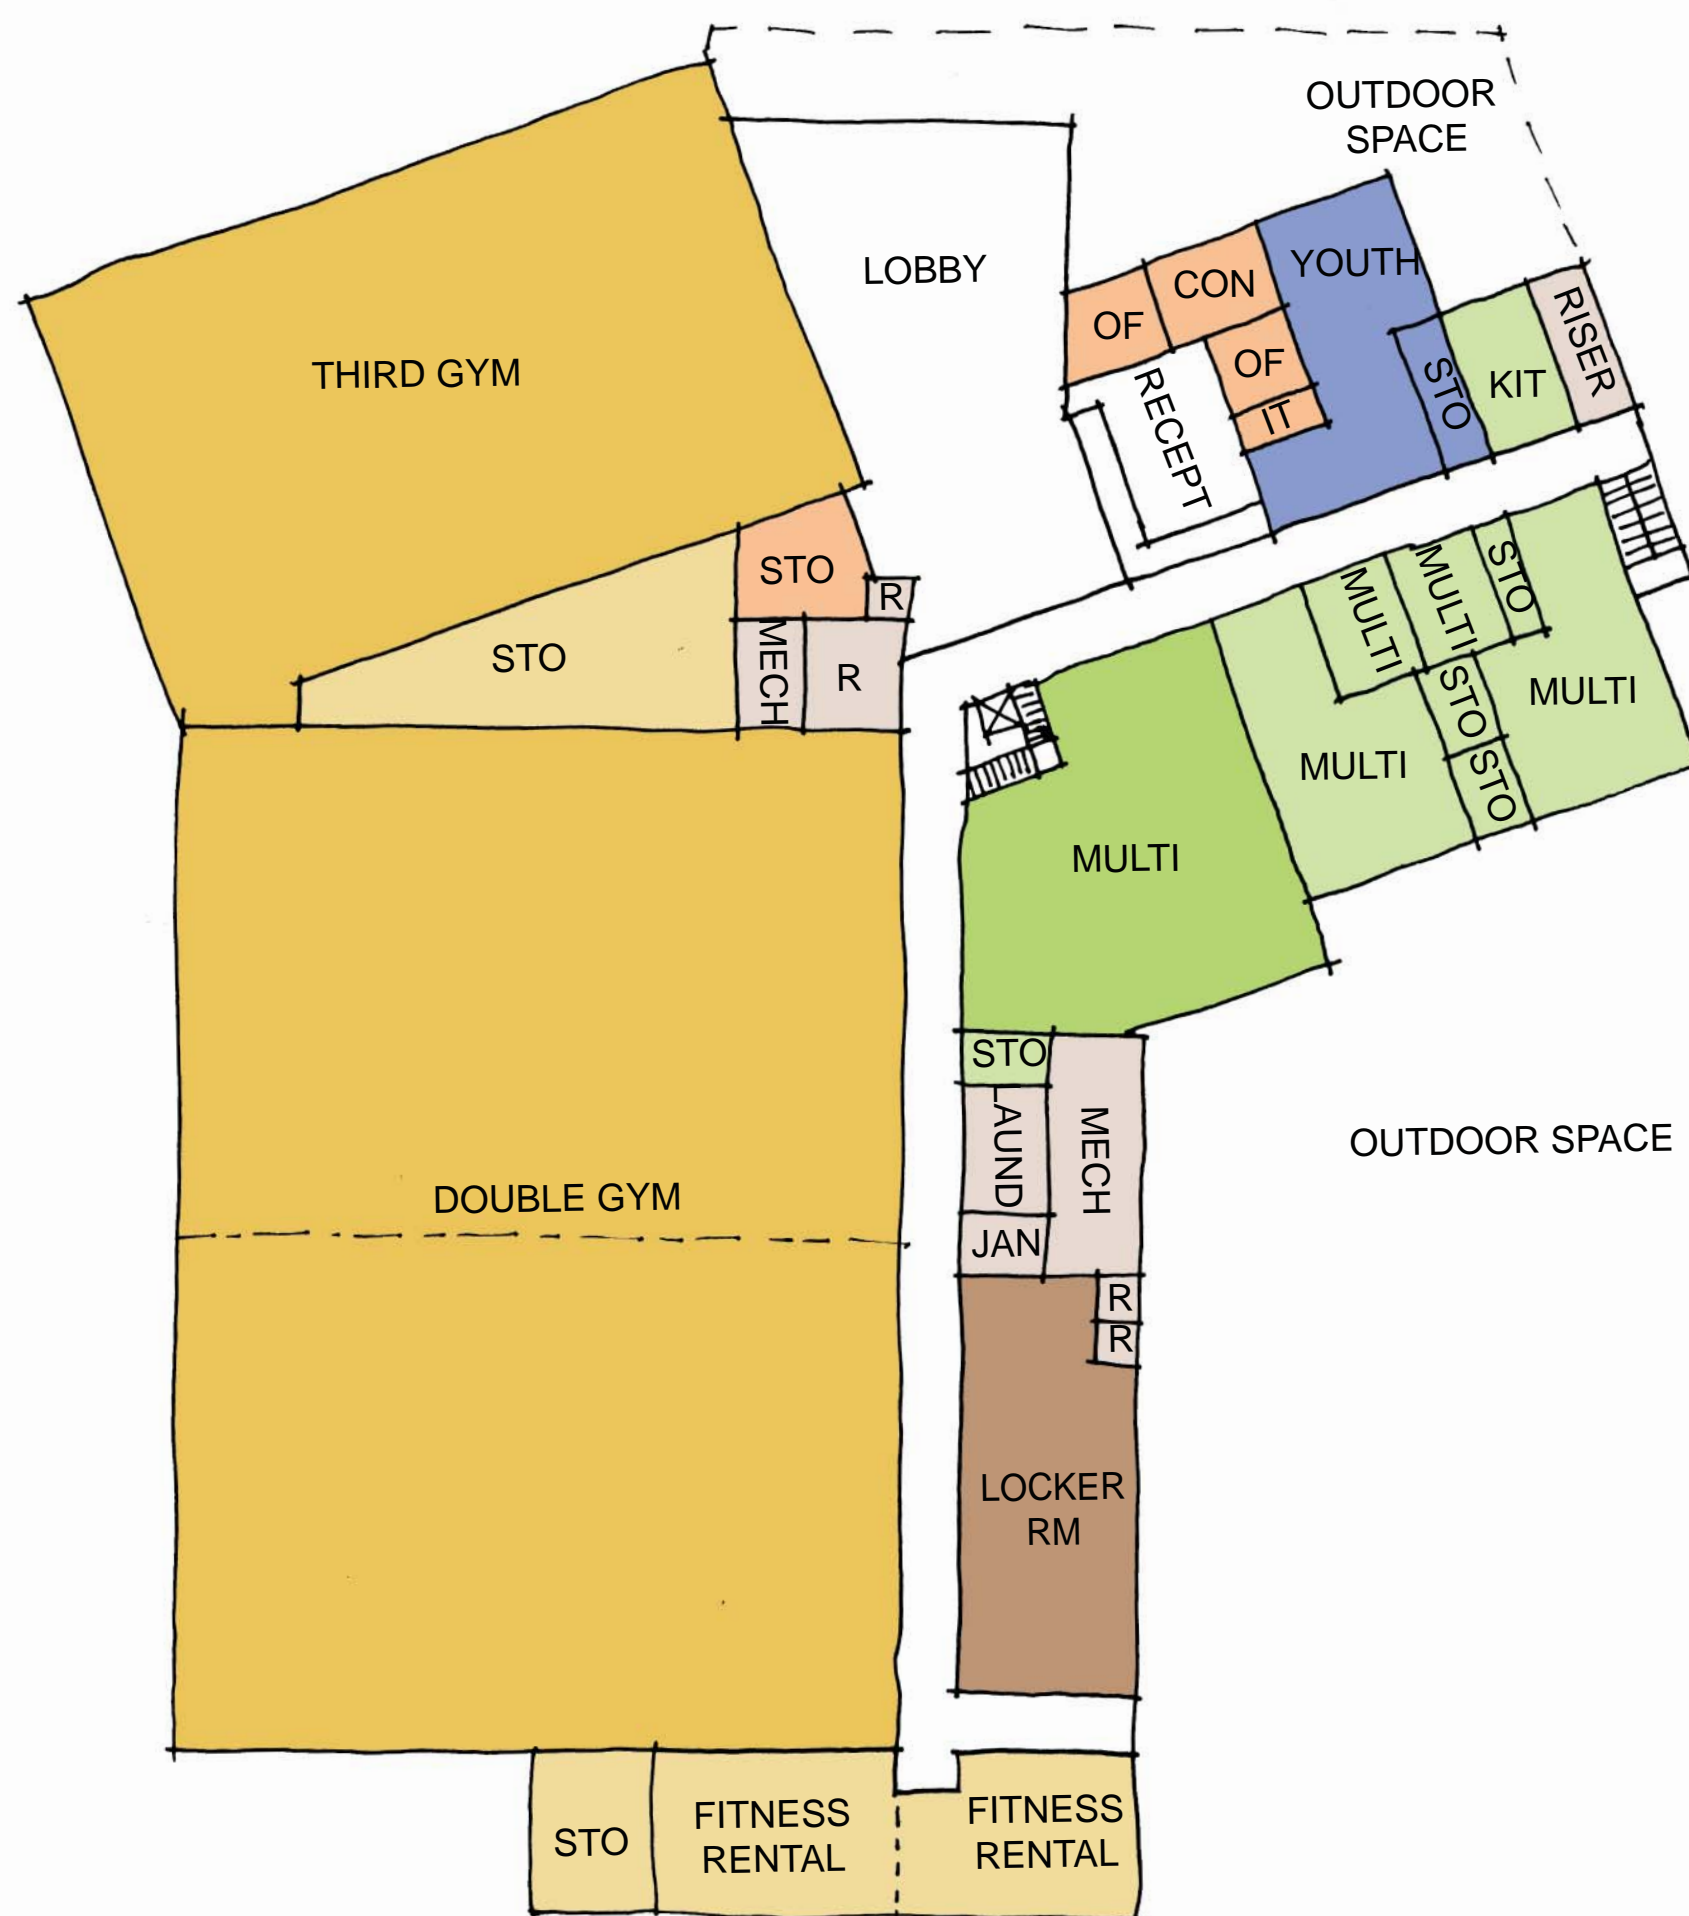 OUTDOOR
SPACE
LOBBY
YOUTH
CON
OF
OF
IT
RECEPT
STO
KIT
RISER
THIRD GYM
STO
R
STO
MECH
R
MULTI
MULTI
STO
STO
STO
MULTI
MULTI
MULTI
STO
LAUND
MECH
JAN
OUTDOOR SPACE
DOUBLE GYM
R
R
LOCKER
RM
STO
FITNESS
RENTAL
FITNESS
RENTAL